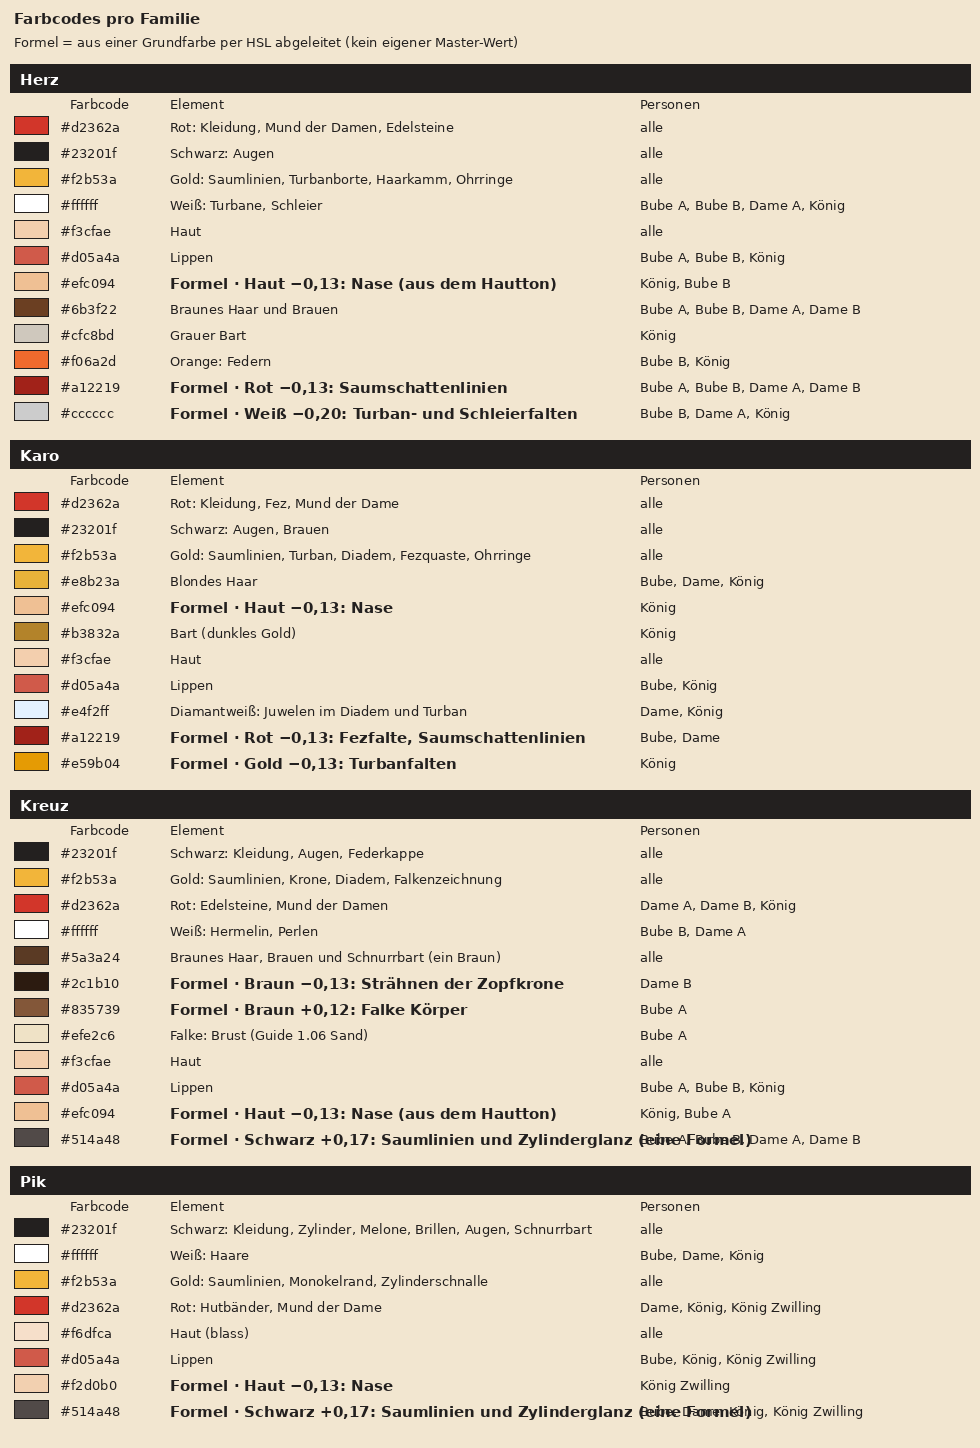 Farbcodes pro Familie
Formel = aus einer Grundfarbe per HSL abgeleitet (kein eigener Master-Wert)
Herz
Farbcode Element Personen
#d2362a Rot: Kleidung, Mund der Damen, Edelsteine alle
#23201f Schwarz: Augen alle
#f2b53a Gold: Saumlinien, Turbanborte, Haarkamm, Ohrringe alle
#ffffff Weiß: Turbane, Schleier Bube A, Bube B, Dame A, König
#f3cfae Haut alle
#d05a4a Lippen Bube A, Bube B, König
#efc094 Formel · Haut −0,13: Nase (aus dem Hautton) König, Bube B
#6b3f22 Braunes Haar und Brauen Bube A, Bube B, Dame A, Dame B
#cfc8bd Grauer Bart König
#f06a2d Orange: Federn Bube B, König
#a12219 Formel · Rot −0,13: Saumschattenlinien Bube A, Bube B, Dame A, Dame B
#cccccc Formel · Weiß −0,20: Turban- und Schleierfalten Bube B, Dame A, König
Karo
Farbcode Element Personen
#d2362a Rot: Kleidung, Fez, Mund der Dame alle
#23201f Schwarz: Augen, Brauen alle
#f2b53a Gold: Saumlinien, Turban, Diadem, Fezquaste, Ohrringe alle
#e8b23a Blondes Haar Bube, Dame, König
#efc094 Formel · Haut −0,13: Nase König
#b3832a Bart (dunkles Gold) König
#f3cfae Haut alle
#d05a4a Lippen Bube, König
#e4f2ff Diamantweiß: Juwelen im Diadem und Turban Dame, König
#a12219 Formel · Rot −0,13: Fezfalte, Saumschattenlinien Bube, Dame
#e59b04 Formel · Gold −0,13: Turbanfalten König
Kreuz
Farbcode Element Personen
#23201f Schwarz: Kleidung, Augen, Federkappe alle
#f2b53a Gold: Saumlinien, Krone, Diadem, Falkenzeichnung alle
#d2362a Rot: Edelsteine, Mund der Damen Dame A, Dame B, König
#ffffff Weiß: Hermelin, Perlen Bube B, Dame A
#5a3a24 Braunes Haar, Brauen und Schnurrbart (ein Braun) alle
#2c1b10 Formel · Braun −0,13: Strähnen der Zopfkrone Dame B
#835739 Formel · Braun +0,12: Falke Körper Bube A
#efe2c6 Falke: Brust (Guide 1.06 Sand) Bube A
#f3cfae Haut alle
#d05a4a Lippen Bube A, Bube B, König
#efc094 Formel · Haut −0,13: Nase (aus dem Hautton) König, Bube A
#514a48 Formel · Schwarz +0,17: Saumlinien und Zylinderglanz (eine Formel) Bube A, Bube B, Dame A, Dame B
Pik
Farbcode Element Personen
#23201f Schwarz: Kleidung, Zylinder, Melone, Brillen, Augen, Schnurrbart alle
#ffffff Weiß: Haare Bube, Dame, König
#f2b53a Gold: Saumlinien, Monokelrand, Zylinderschnalle alle
#d2362a Rot: Hutbänder, Mund der Dame Dame, König, König Zwilling
#f6dfca Haut (blass) alle
#d05a4a Lippen Bube, König, König Zwilling
#f2d0b0 Formel · Haut −0,13: Nase König Zwilling
#514a48 Formel · Schwarz +0,17: Saumlinien und Zylinderglanz (eine Formel) Bube, Dame, König, König Zwilling